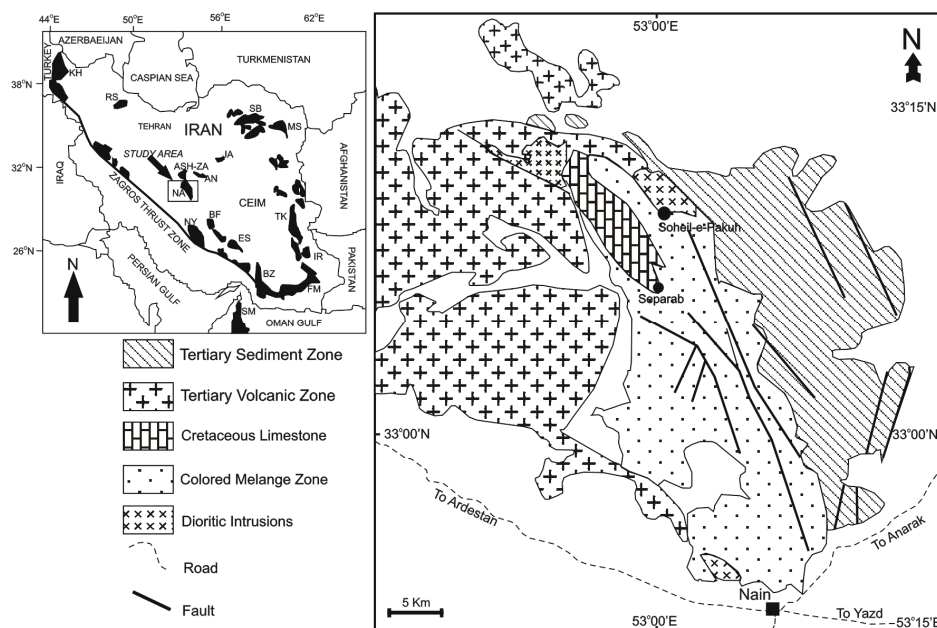 44°E
50°E
56°E
62°E
AZERBAEIJAN
TURKEY
KH
CASPIAN SEA
TURKMENISTAN
38°N
RS
SB
TEHRAN
IRAN
MS
STUDY AREA
JA
32°N
ASH-ZA
AN
NA
IRAQ
ZAGROS THRUST ZONE
CEIM
AFGHANISTAN
NY
BF
TK
ES
26°N
IR
N
PERSIAN GULF
BZ
FM
PAKISTAN
SM
OMAN GULF
Tertiary Sediment Zone
Tertiary Volcanic Zone
Cretaceous Limestone
Colored Melange Zone
Dioritic Intrusions
Road
Fault
53°00'E
N
33°15'N
Soheil-e-Pakuh
Separab
33°00'N
33°00'N
To Ardestan
To Anarak
Nain
5 Km
To Yazd
53°00'E
53°15'E